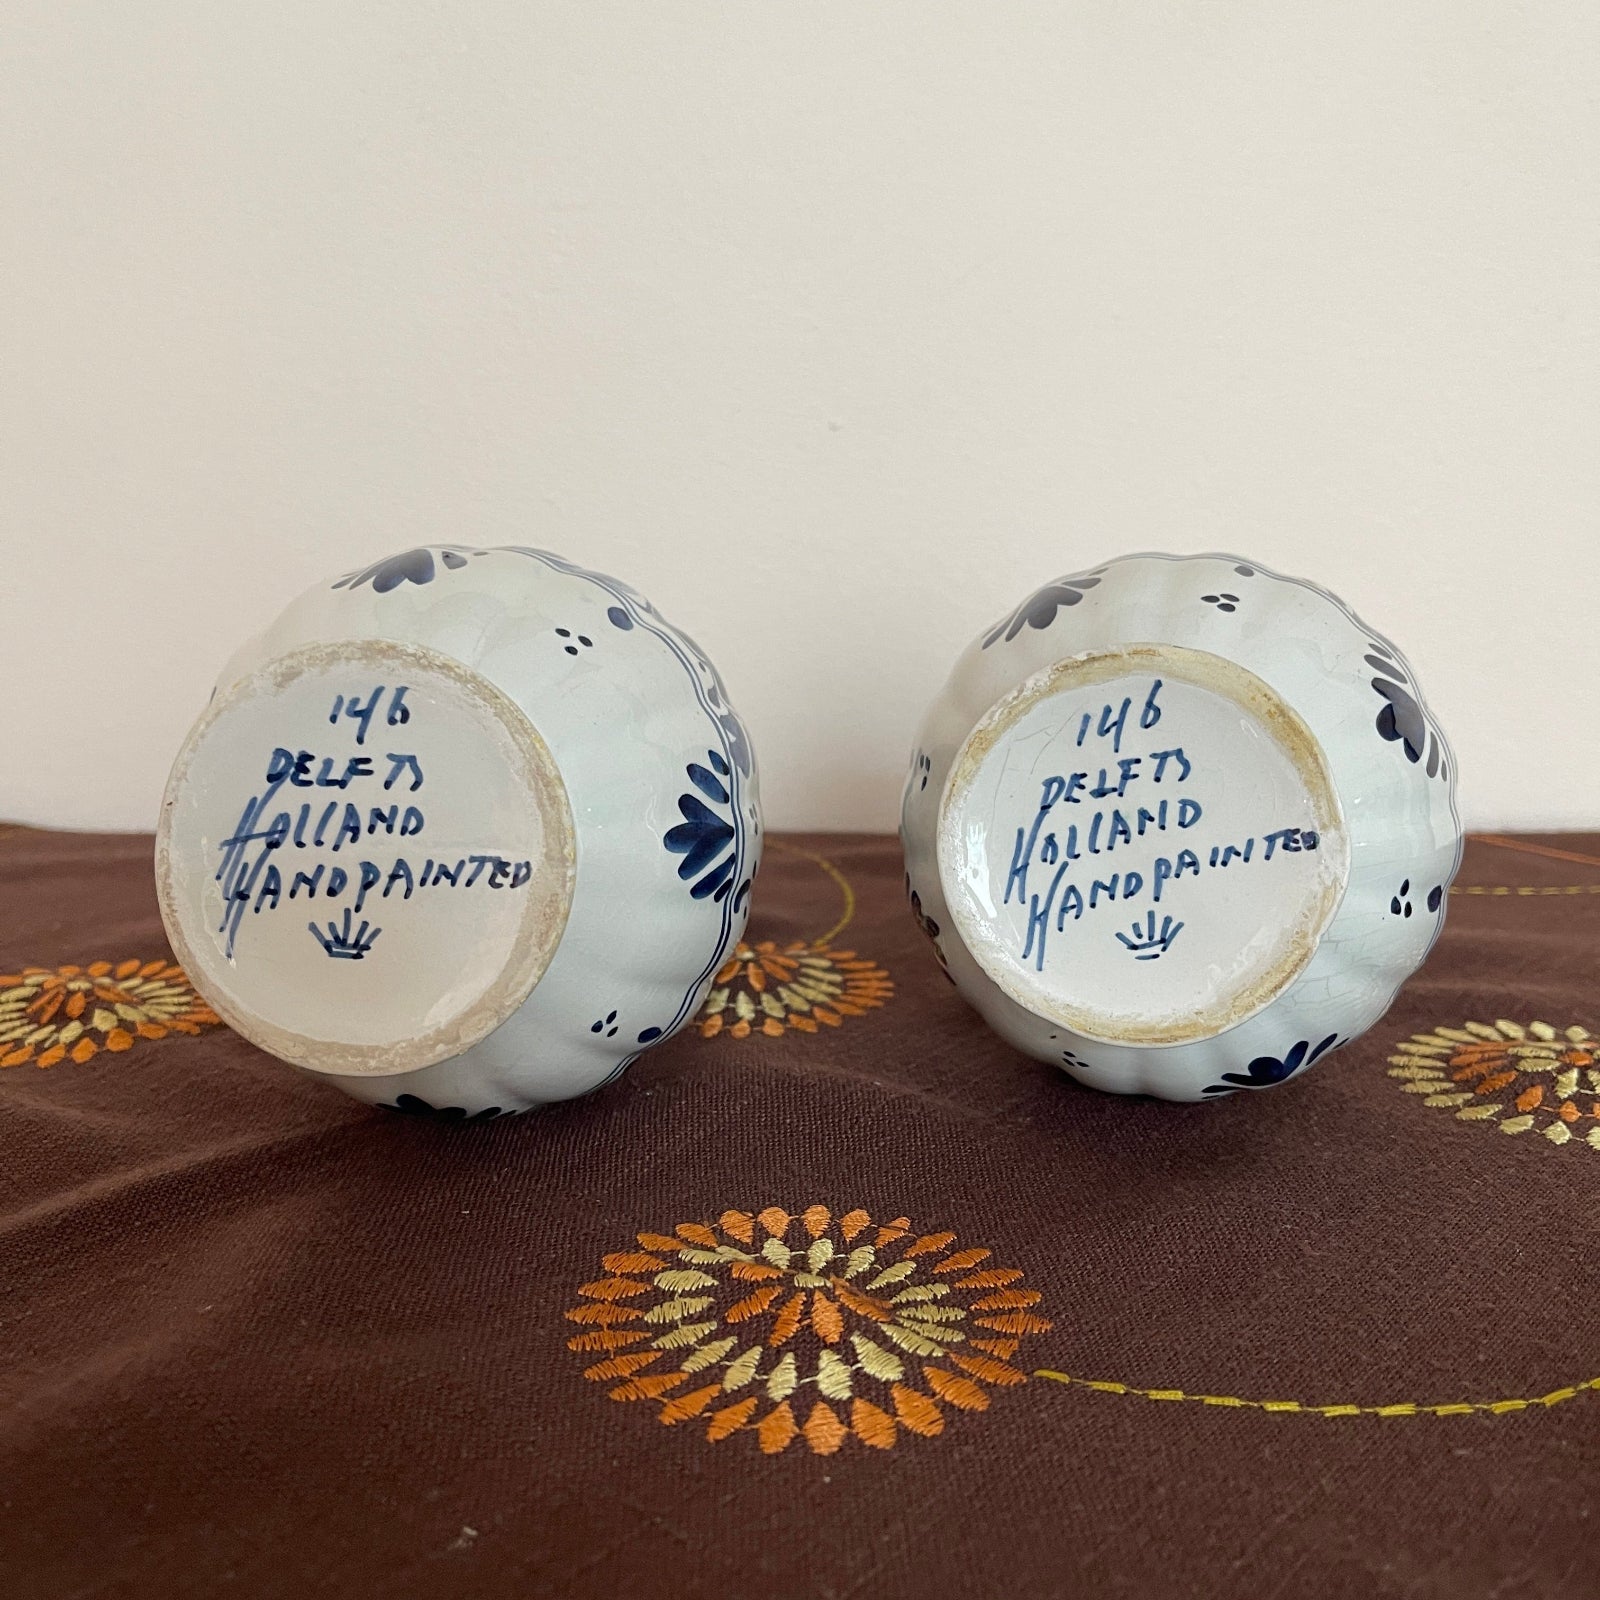 146
DELFTS
HOLLAND
HANDPAINTED
146
DELFTS
HOLLAND
HANDPAINTED